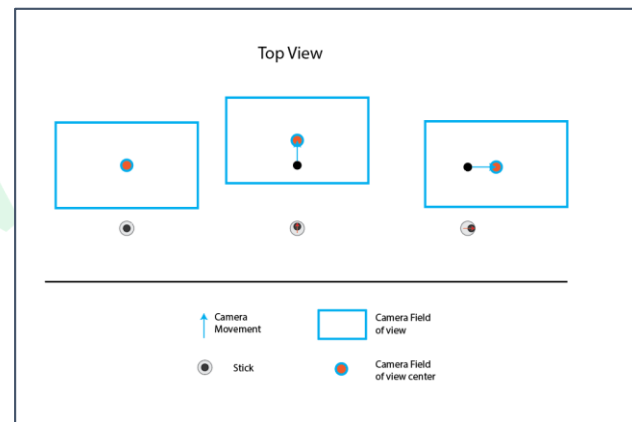 Top View
Camera
Movement
Camera Field
of view
Stick
Camera Field
of view center